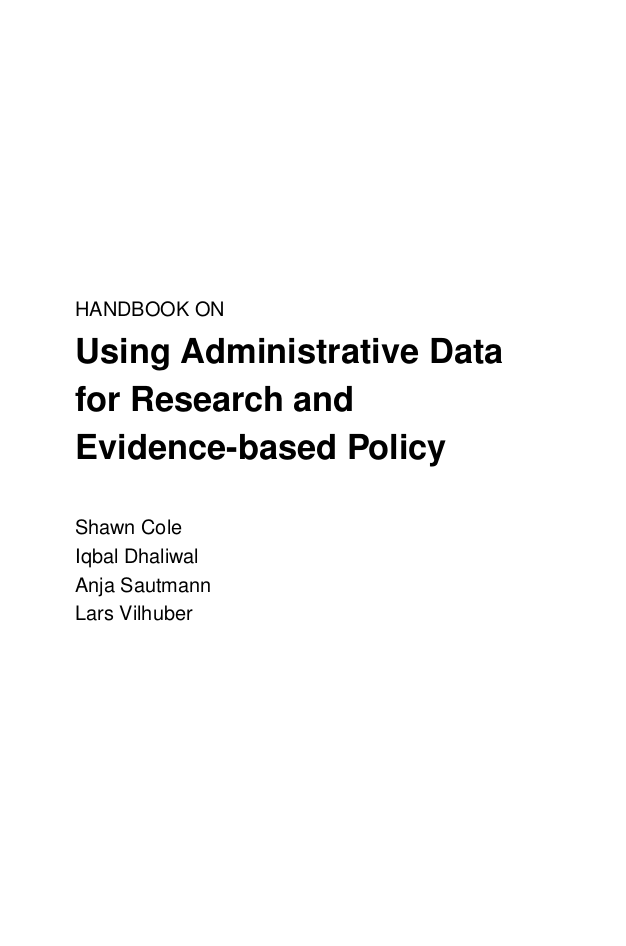 HANDBOOK ON
Using Administrative Data
for Research and
Evidence-based Policy
Shawn Cole
Iqbal Dhaliwal
Anja Sautmann
Lars Vilhuber